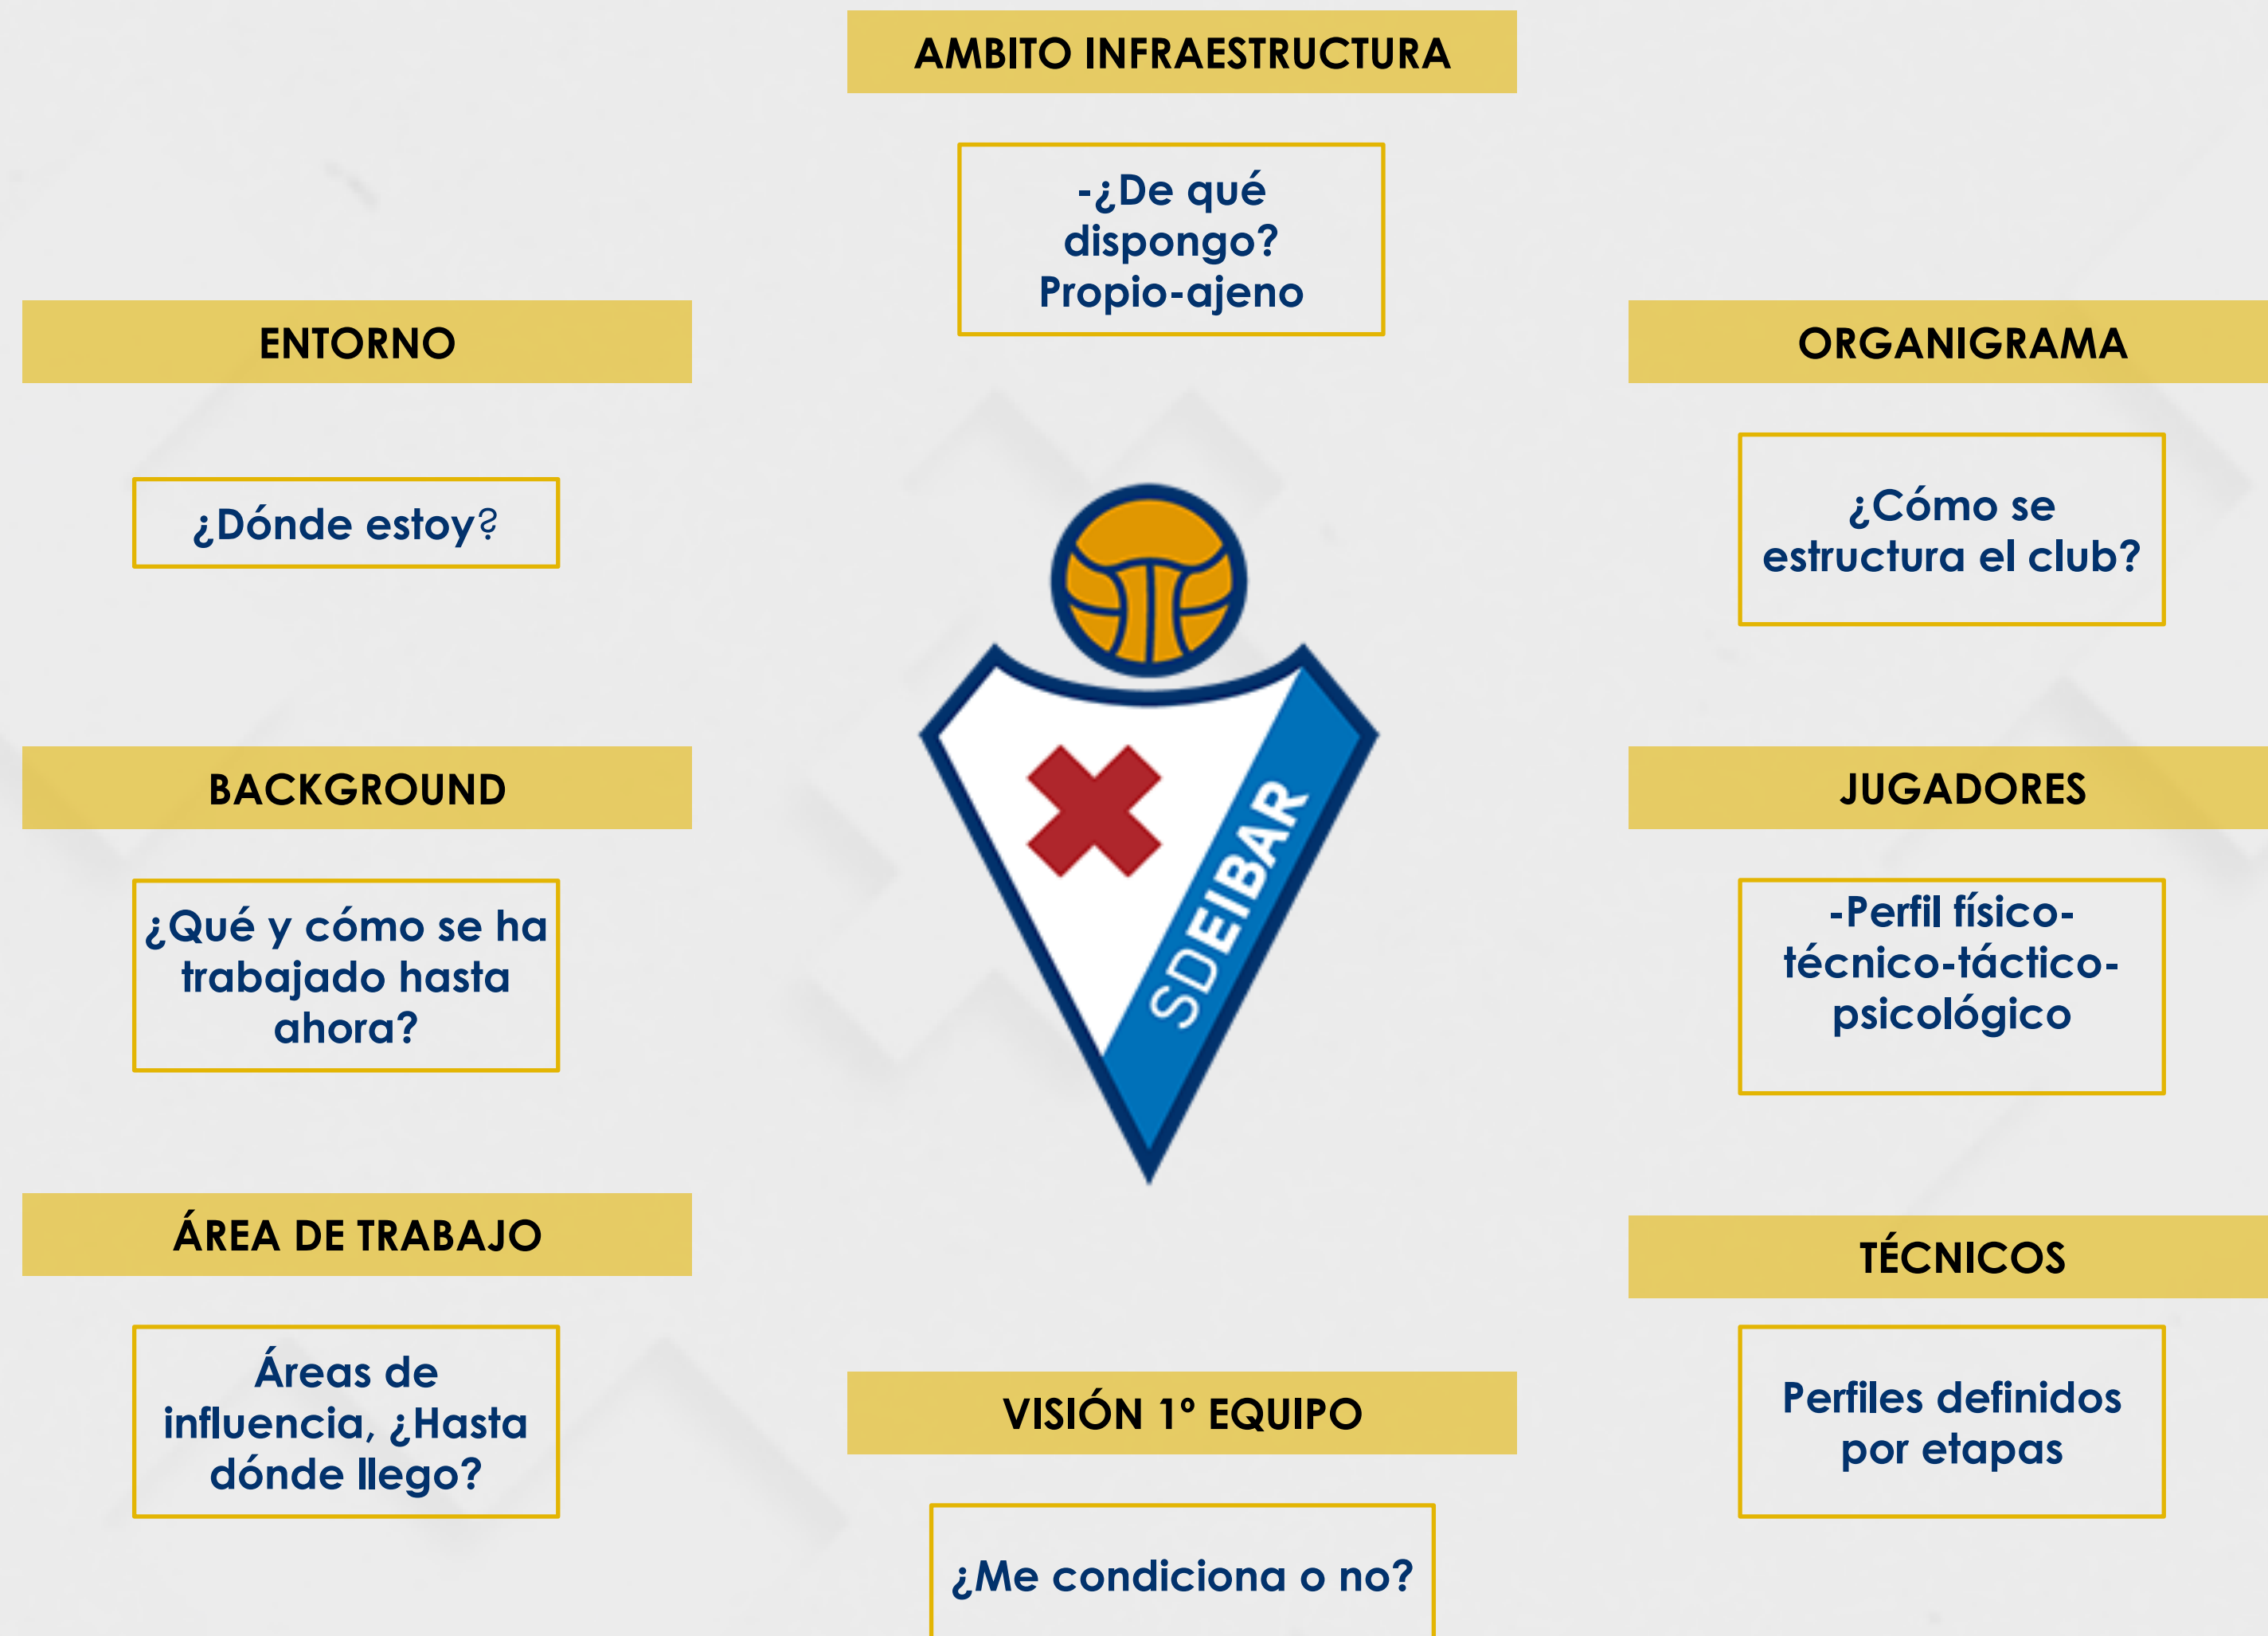 AMBITO INFRAESTRUCTURA
-¿De qué
dispongo?
Propio-ajeno
ENTORNO
¿Dónde estoy?
BACKGROUND
¿Qué y cómo se ha
trabajado hasta
ahora?
ÁREA DE TRABAJO
Áreas de
influencia, ¿Hasta
dónde llego?
SDEIBAR
VISIÓN 1º EQUIPO
¿Me condiciona o no?
ORGANIGRAMA
¿Cómo se
estructura el club?
JUGADORES
-Perfil físico-
técnico-táctico-
psicológico
TÉCNICOS
Perfiles definidos
por etapas